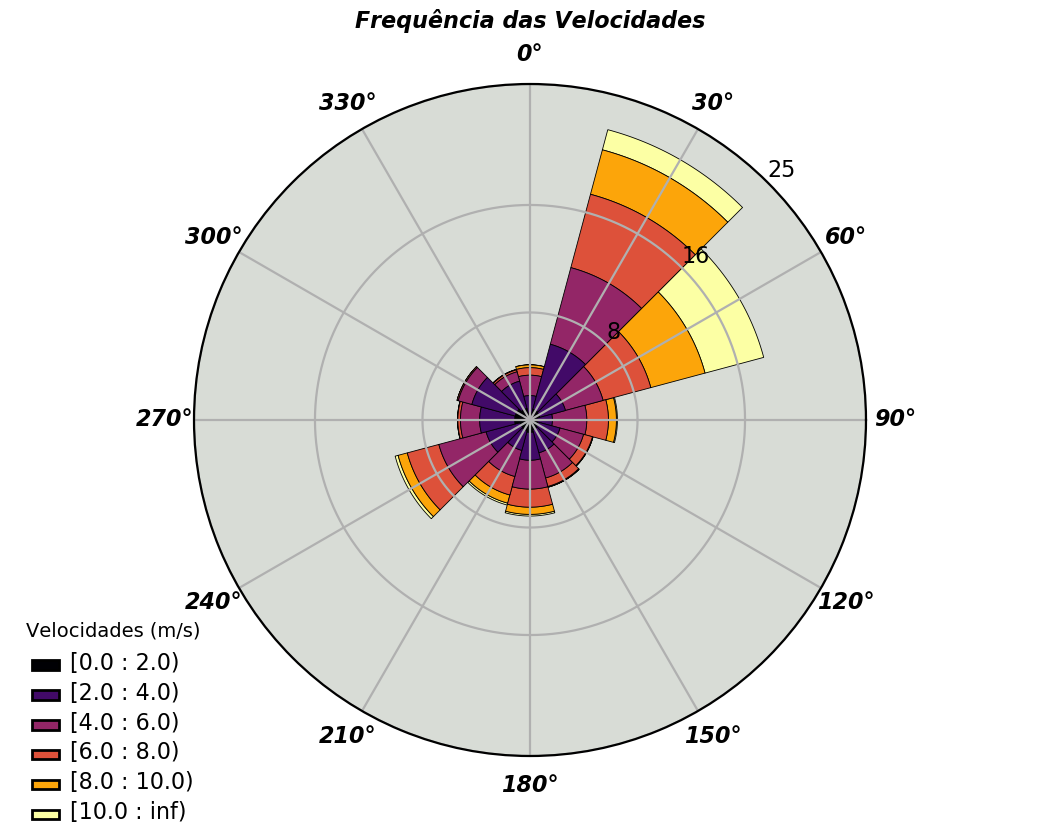 Frequência das Velocidades
0°
330°
30°
25
300°
60°
16
8
270°
90°
240°
120°
210°
150°
180°
Velocidades (m/s)
[0.0 : 2.0)
[2.0 : 4.0)
[4.0 : 6.0)
[6.0 : 8.0)
[8.0 : 10.0)
[10.0 : inf)